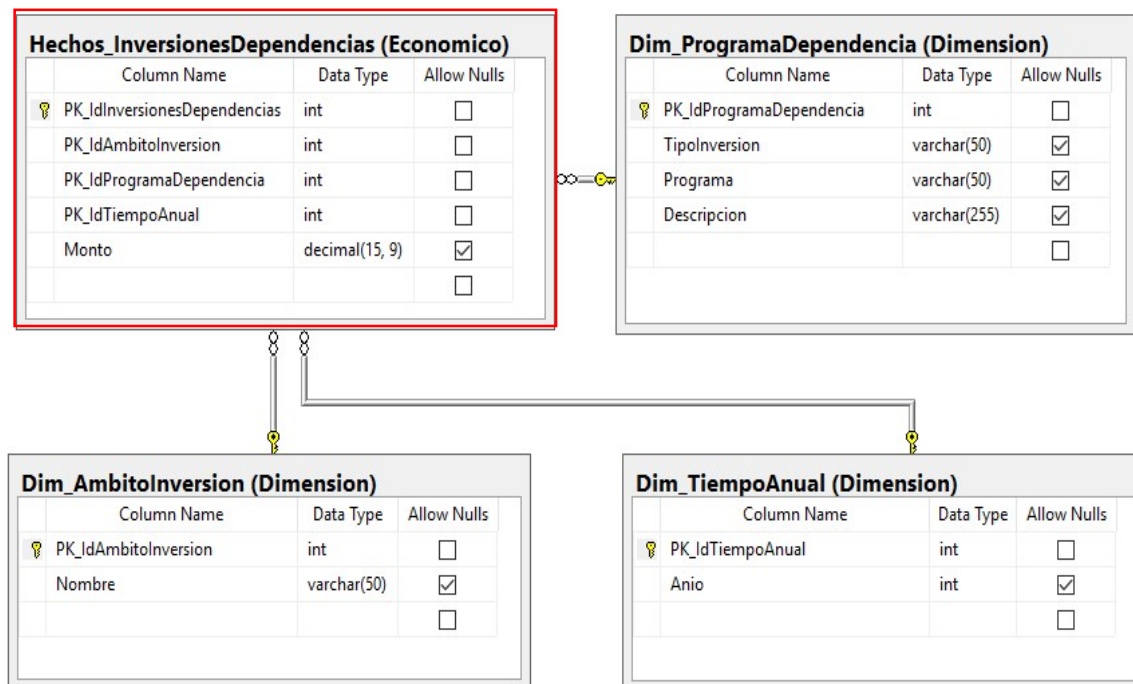 Hechos_InversionesDependencias (Economico)
Column Name Data Type Allow Nulls
PK_IdInversionesDependencias int
PK_IdAmbitoInversion int
PK_IdProgramaDependencia int
PK_IdTiempoAnual int
Monto decimal(15, 9)
Dim_ProgramaDependencia (Dimension)
Column Name Data Type Allow Nulls
PK_IdProgramaDependencia int
TipoInversion varchar(50)
Programa varchar(50)
Descripcion varchar(255)
Dim_AmbitoInversion (Dimension)
Column Name Data Type Allow Nulls
PK_IdAmbitoInversion int
Nombre varchar(50)
Dim_TiempoAnual (Dimension)
Column Name Data Type Allow Nulls
PK_IdTiempoAnual int
Anio int